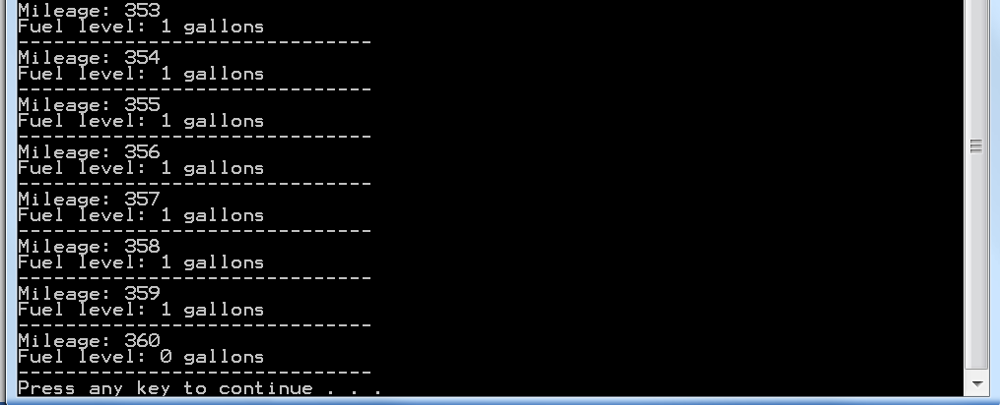 Mileage: 353
Fuel level: 1 gallons
------------------------------
Mileage: 354
Fuel level: 1 gallons
------------------------------
Mileage: 355
Fuel level: 1 gallons
------------------------------
Mileage: 356
Fuel level: 1 gallons
------------------------------
Mileage: 357
Fuel level: 1 gallons
------------------------------
Mileage: 358
Fuel level: 1 gallons
------------------------------
Mileage: 359
Fuel level: 1 gallons
------------------------------
Mileage: 360
Fuel level: 0 gallons
------------------------------
Press any key to continue . . .